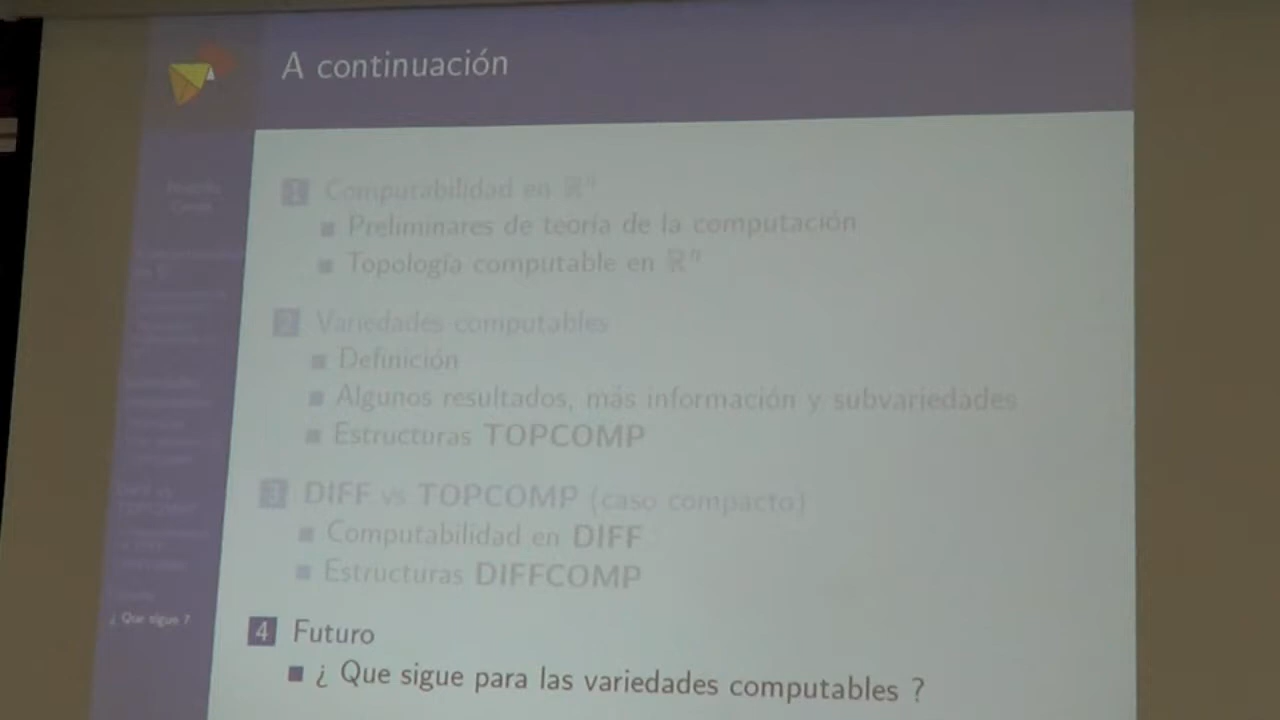 A continuación
1 Computabilidad en ℝⁿ
■ Preliminares de teoría de la computación
■ Topología computable en ℝⁿ
2 Variedades computables
■ Definición
■ Algunos resultados, más información y subvariedades
■ Estructuras TOPCOMP
3 DIFF vs TOPCOMP (caso compacto)
■ Computabilidad en DIFF
■ Estructuras DIFFCOMP
4 Futuro
■ ¿ Que sigue para las variedades computables ?
¿ Que sigue ?